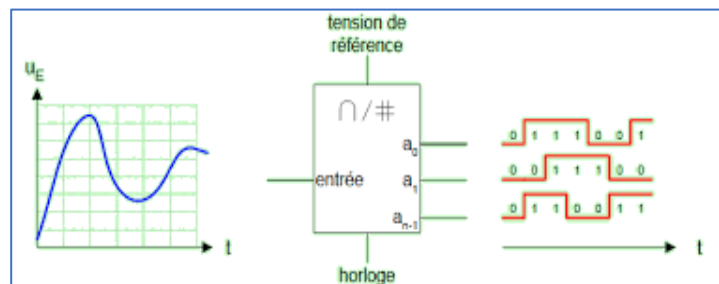 tension de
référence
u_E
∩/#
a_0
0 1 1 1 0 0 1
entrée
a_1
0 0 1 1 1 0 0
a_n-1
0 1 1 0 0 1 1
t
t
horloge